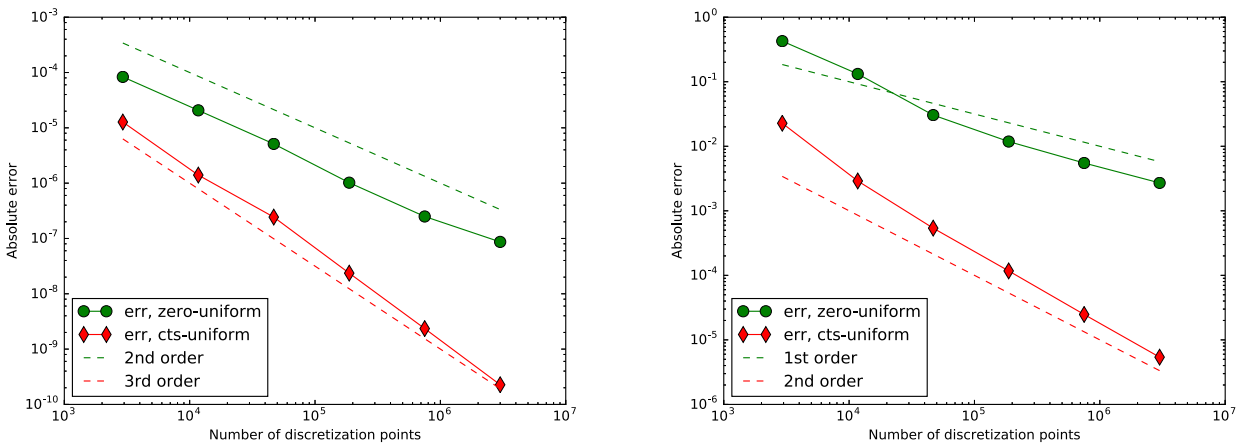 10^-3
10^-4
10^-5
10^-6
10^-7
10^-8
10^-9
10^-10
Absolute error
err, zero-uniform
err, cts-uniform
2nd order
3rd order
10^3 10^4 10^5 10^6 10^7
Number of discretization points
10^0
10^-1
10^-2
10^-3
10^-4
10^-5
10^-6
Absolute error
err, zero-uniform
err, cts-uniform
1st order
2nd order
10^3 10^4 10^5 10^6 10^7
Number of discretization points